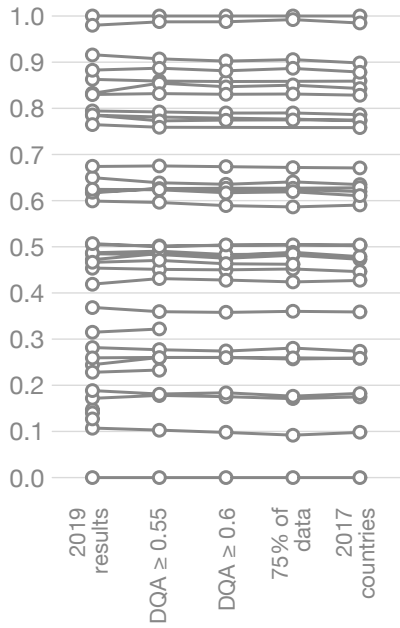 1.0
0.9
0.8
0.7
0.6
0.5
0.4
0.3
0.2
0.1
0.0
2019
results
DQA ≥ 0.55
DQA ≥ 0.6
75% of
data
2017
countries